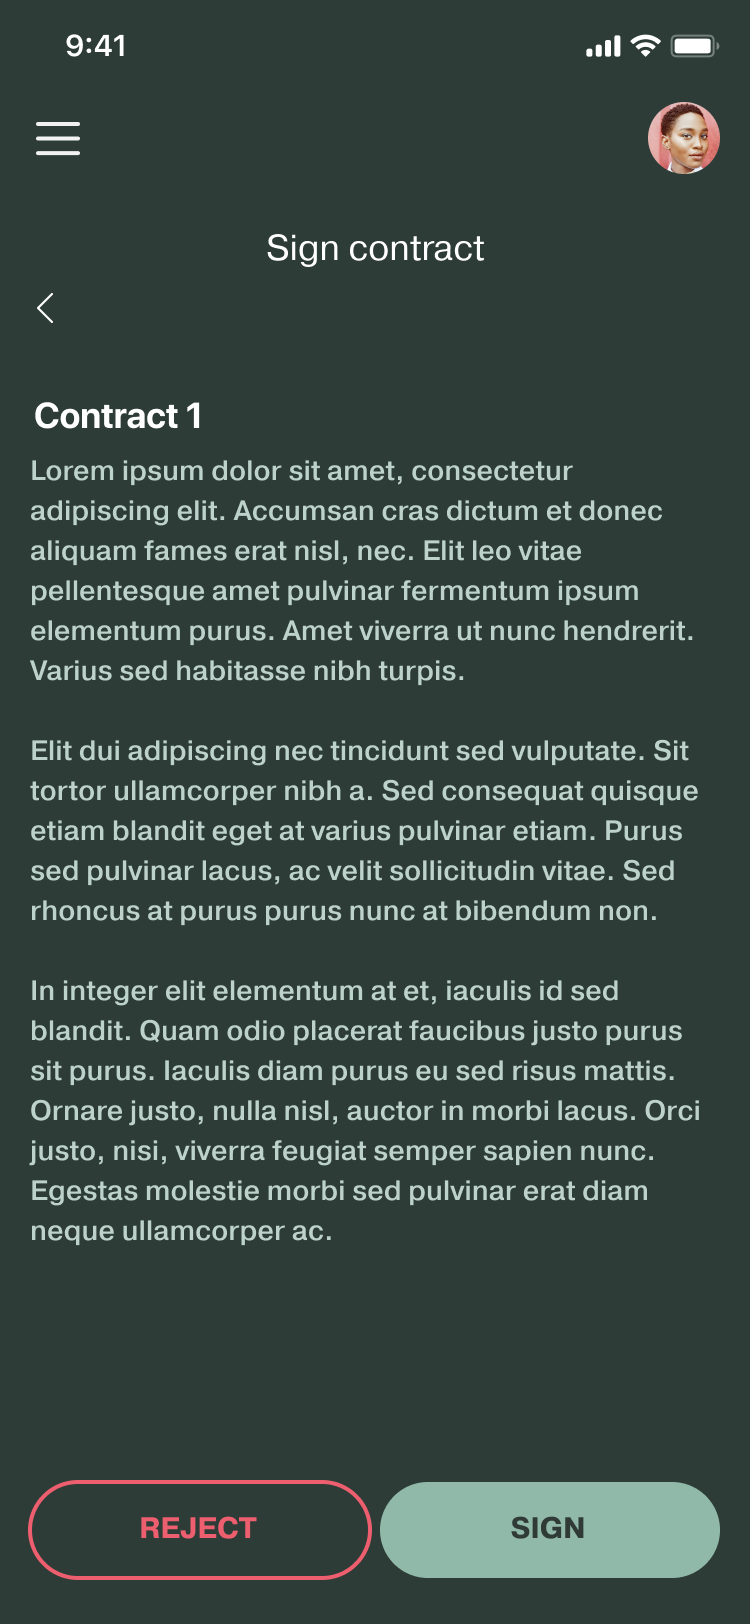 9:41
Sign contract
Contract 1
Lorem ipsum dolor sit amet, consectetur
adipiscing elit. Accumsan cras dictum et donec
aliquam fames erat nisl, nec. Elit leo vitae
pellentesque amet pulvinar fermentum ipsum
elementum purus. Amet viverra ut nunc hendrerit.
Varius sed habitasse nibh turpis.
Elit dui adipiscing nec tincidunt sed vulputate. Sit
tortor ullamcorper nibh a. Sed consequat quisque
etiam blandit eget at varius pulvinar etiam. Purus
sed pulvinar lacus, ac velit sollicitudin vitae. Sed
rhoncus at purus purus nunc at bibendum non.
In integer elit elementum at et, iaculis id sed
blandit. Quam odio placerat faucibus justo purus
sit purus. Iaculis diam purus eu sed risus mattis.
Ornare justo, nulla nisl, auctor in morbi lacus. Orci
justo, nisi, viverra feugiat semper sapien nunc.
Egestas molestie morbi sed pulvinar erat diam
neque ullamcorper ac.
REJECT
SIGN